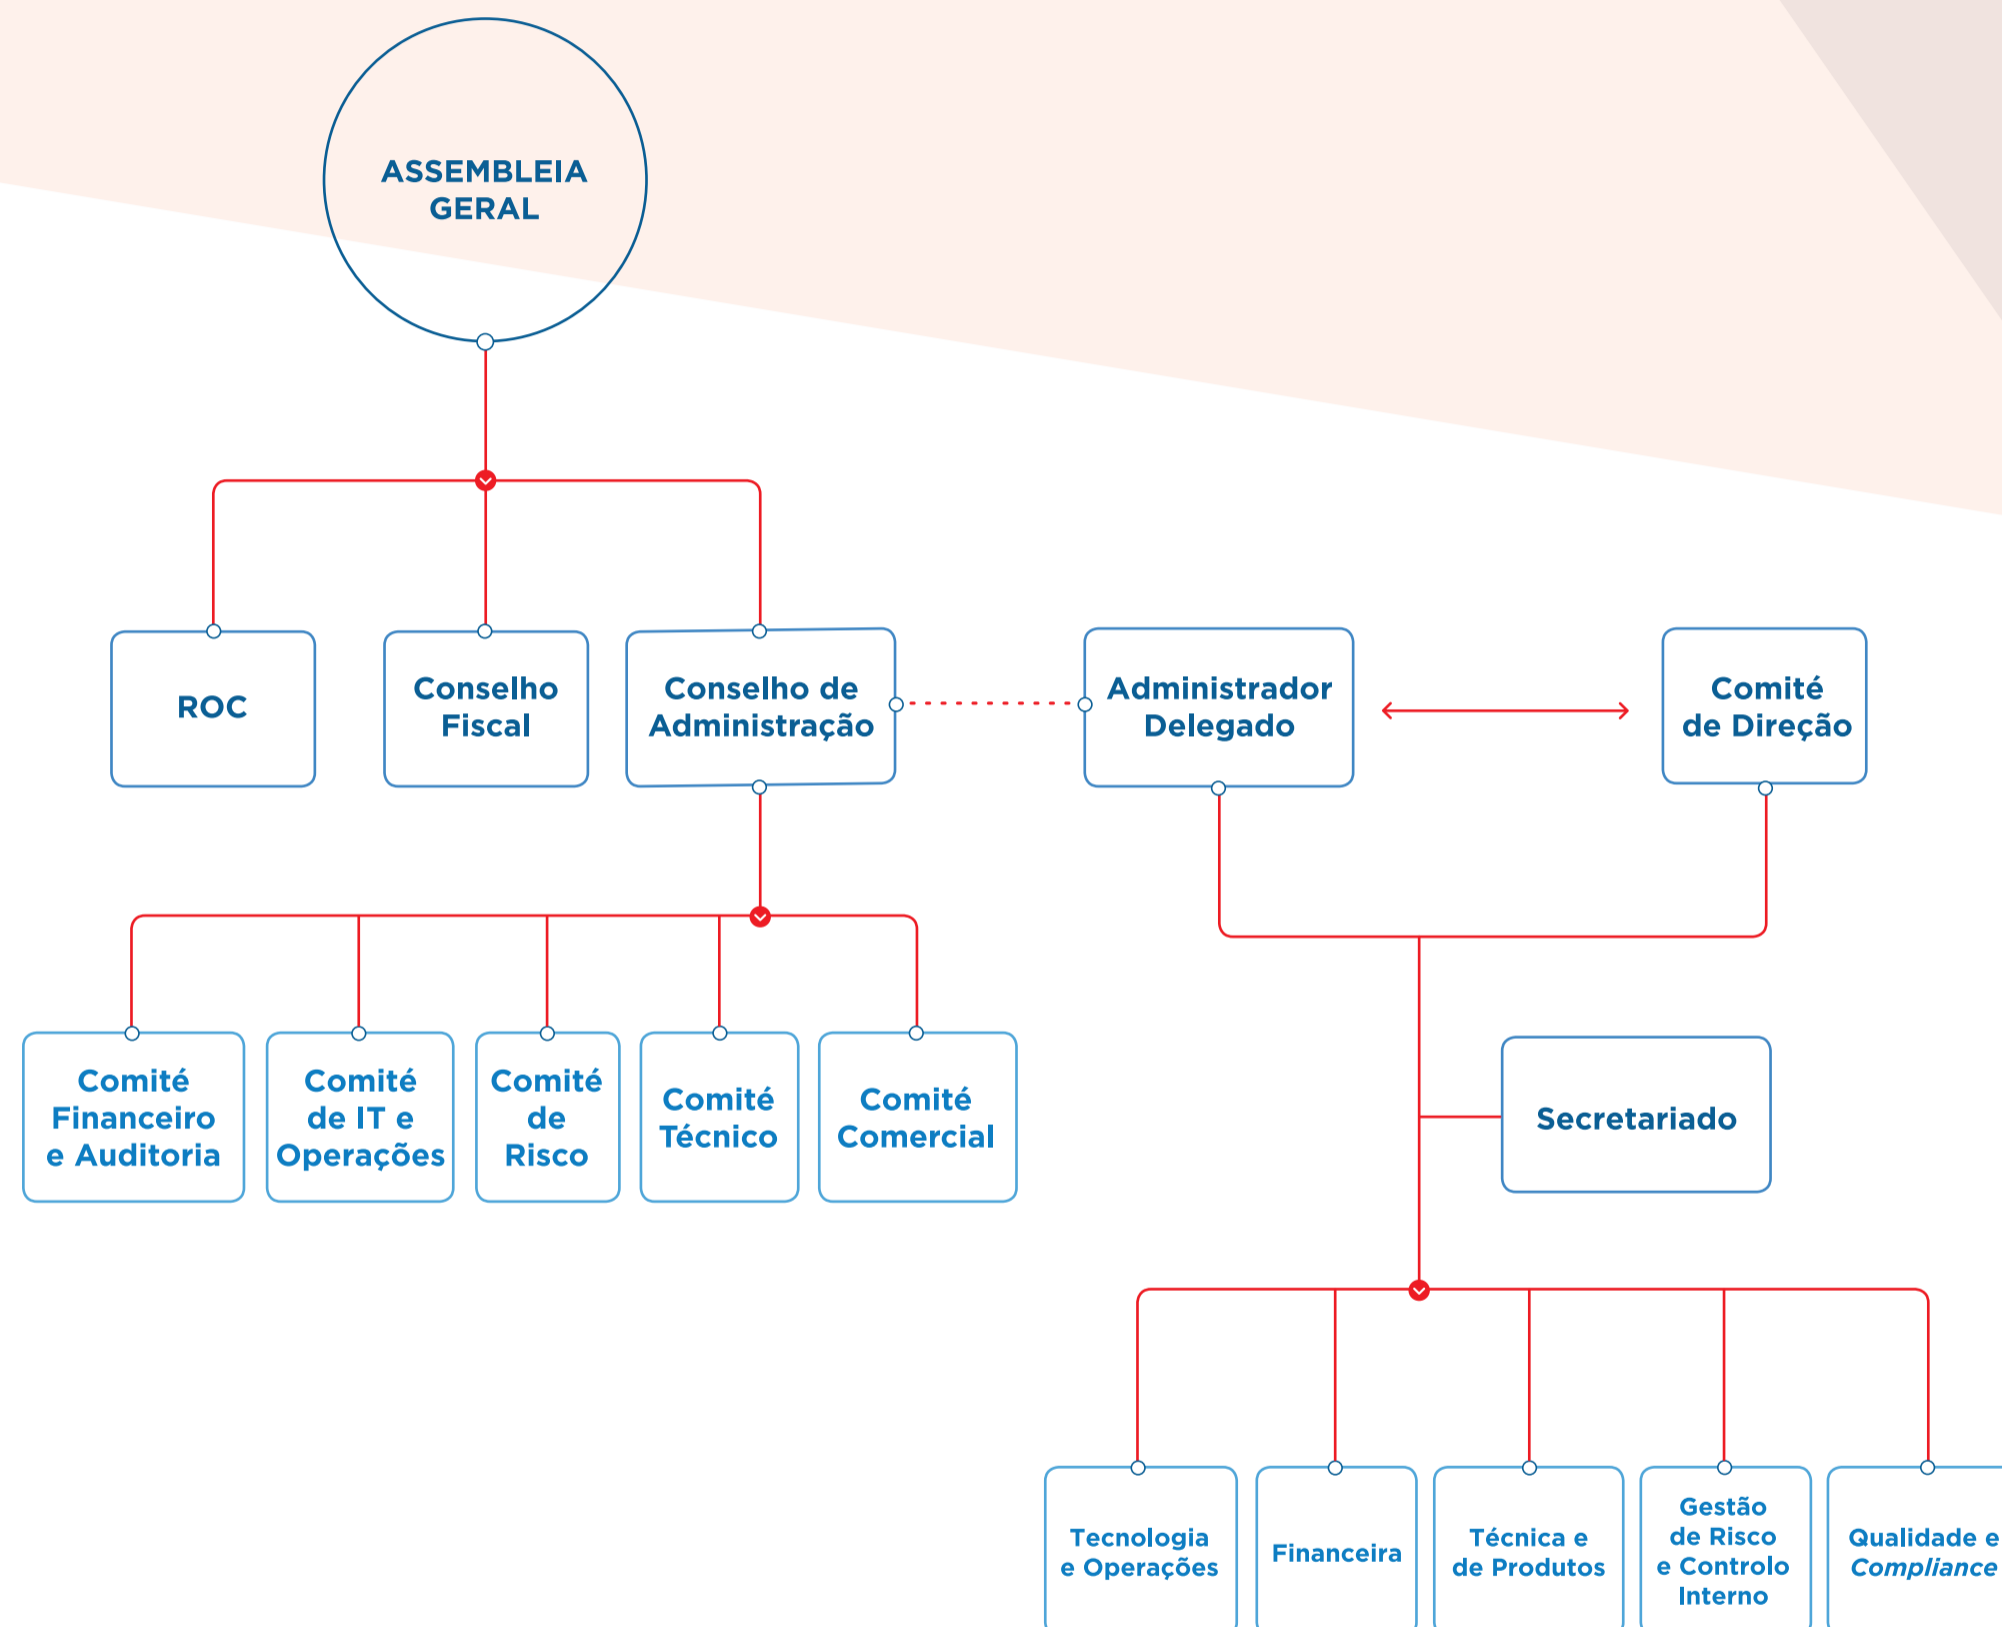 ASSEMBLEIA
GERAL
ROC
Conselho
Fiscal
Conselho de
Administração
Administrador
Delegado
Comité
de Direção
Comité
Financeiro
e Auditoria
Comité
de IT e
Operações
Comité
de
Risco
Comité
Técnico
Comité
Comercial
Secretariado
Tecnologia
e Operações
Financeira
Técnica e
de Produtos
Gestão
de Risco
e Controlo
Interno
Qualidade e
Compliance